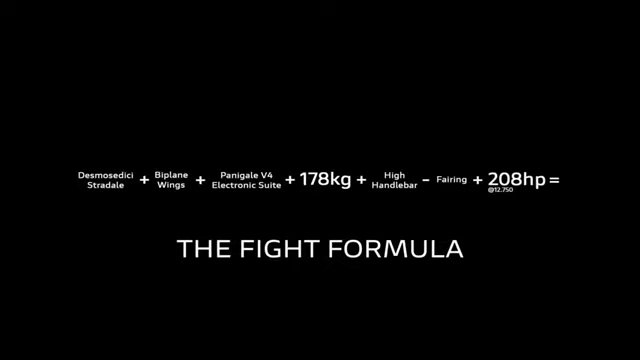 Desmosedici Stradale + Biplane Wings + Panigale V4 Electronic Suite + 178kg + High Handlebar - Fairing + 208hp @12.750 =
THE FIGHT FORMULA